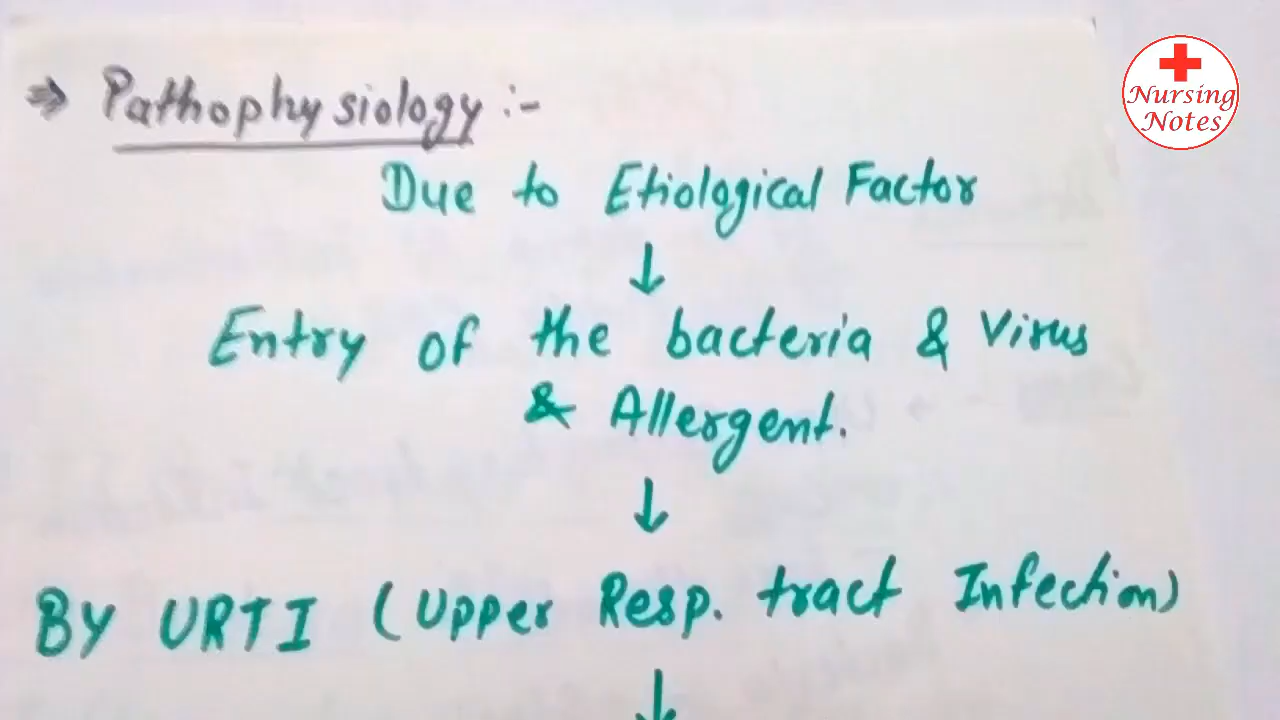 ⇒ Pathophysiology :-
Nursing
Notes
Due to Etiological Factor
↓
Entry of the bacteria & Virus
& Allergent.
↓
By URTI (Upper Resp. tract Infection)
↓